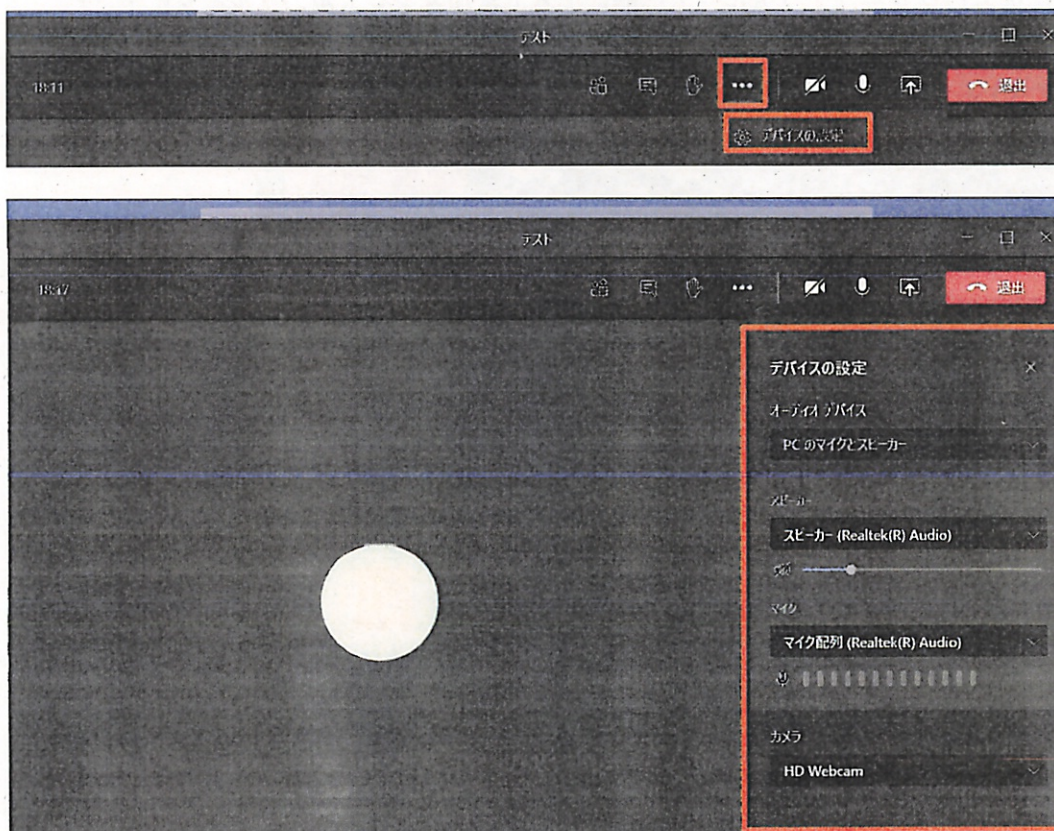 テスト
18:11
退出
デバイスの設定
テスト
18:17
退出
デバイスの設定
オーディオ デバイス
PC のマイクとスピーカー
スピーカー
スピーカー (Realtek(R) Audio)
マイク
マイク配列 (Realtek(R) Audio)
カメラ
HD Webcam